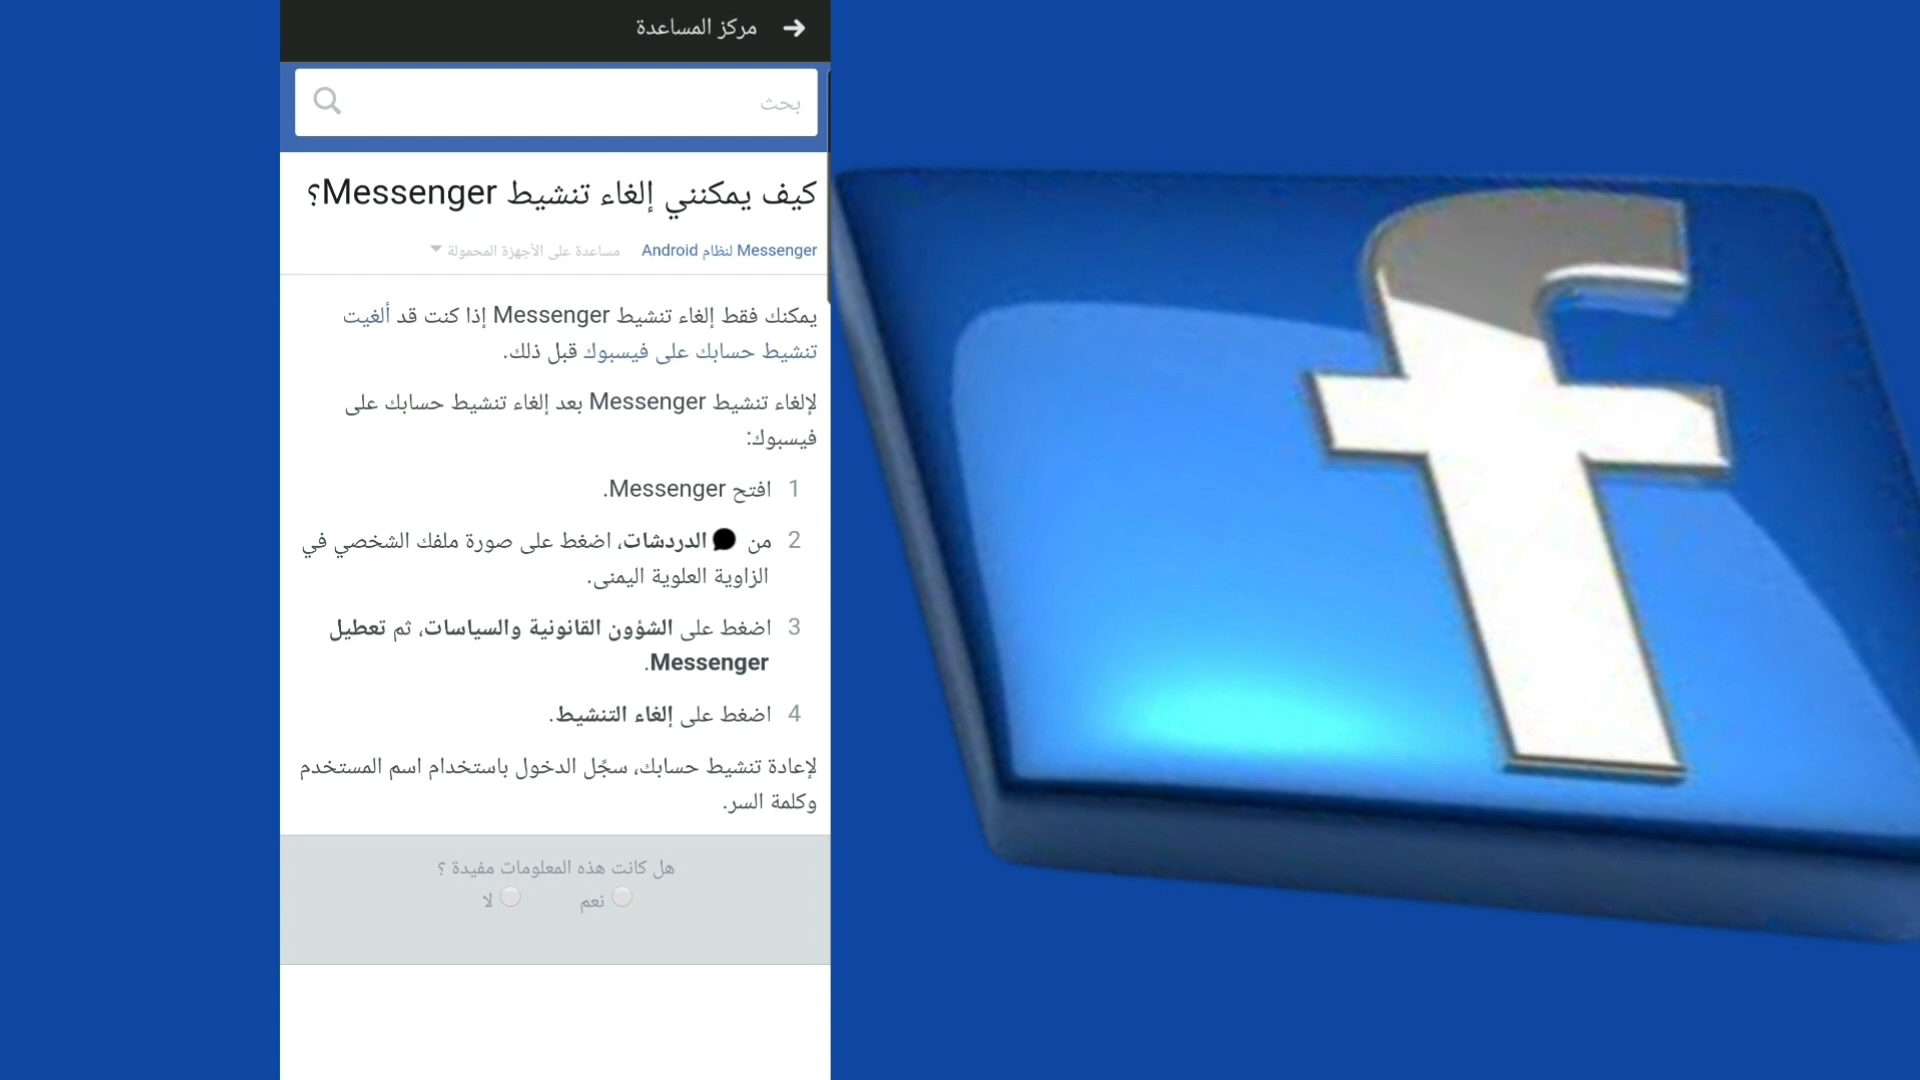 مركز المساعدة
بحث
كيف يمكنني إلغاء تنشيط Messenger؟
Messenger لنظام Android مساعدة على الأجهزة المحمولة
يمكنك فقط إلغاء تنشيط Messenger إذا كنت قد ألغيت
تنشيط حسابك على فيسبوك قبل ذلك.
لإلغاء تنشيط Messenger بعد إلغاء تنشيط حسابك على
فيسبوك:
1 افتح Messenger.
2 من الدردشات، اضغط على صورة ملفك الشخصي في
الزاوية العلوية اليمنى.
3 اضغط على الشؤون القانونية والسياسات، ثم تعطيل
Messenger.
4 اضغط على إلغاء التنشيط.
لإعادة تنشيط حسابك، سجّل الدخول باستخدام اسم المستخدم
وكلمة السر.
هل كانت هذه المعلومات مفيدة ؟
نعم لا
f